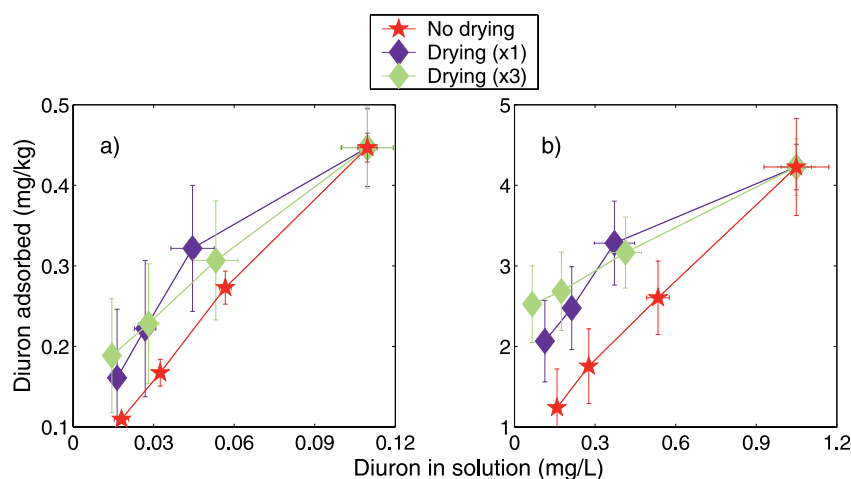 No drying
Drying (x1)
Drying (x3)
a)
b)
0.5
0.4
0.3
0.2
0.1
0
0.03
0.06
0.09
0.12
5
4
3
2
1
0
0.3
0.6
0.9
1.2
Diuron adsorbed (mg/kg)
Diuron in solution (mg/L)